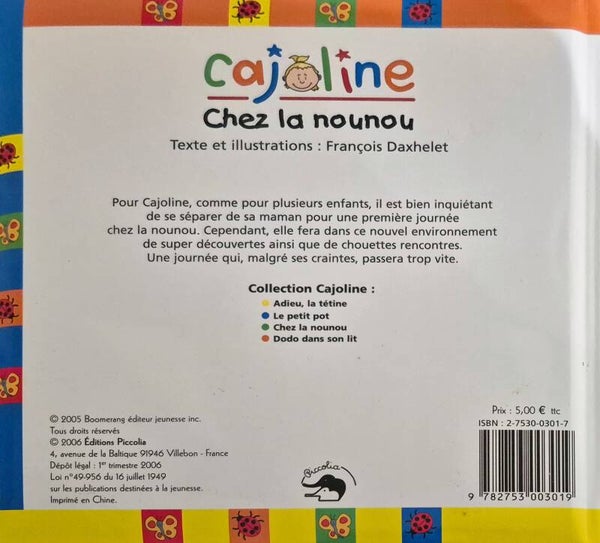 Cajoline
Chez la nounou
Texte et illustrations : François Daxhelet
Pour Cajoline, comme pour plusieurs enfants, il est bien inquiétant
de se séparer de sa maman pour une première journée
chez la nounou. Cependant, elle fera dans ce nouvel environnement
de super découvertes ainsi que de chouettes rencontres.
Une journée qui, malgré ses craintes, passera trop vite.
Collection Cajoline :
Adieu, la tétine
Le petit pot
Chez la nounou
Dodo dans son lit
© 2005 Boomerang éditeur jeunesse inc.
Tous droits réservés
© 2006 Éditions Piccolia
4, avenue de la Baltique 91946 Villebon - France
Dépôt légal : 1er trimestre 2006
Loi n°49-956 du 16 juillet 1949
sur les publications destinées à la jeunesse.
Imprimé en Chine.
Piccolia
Prix : 5,00 € ttc
ISBN : 2-7530-0301-7
9 782753 003019